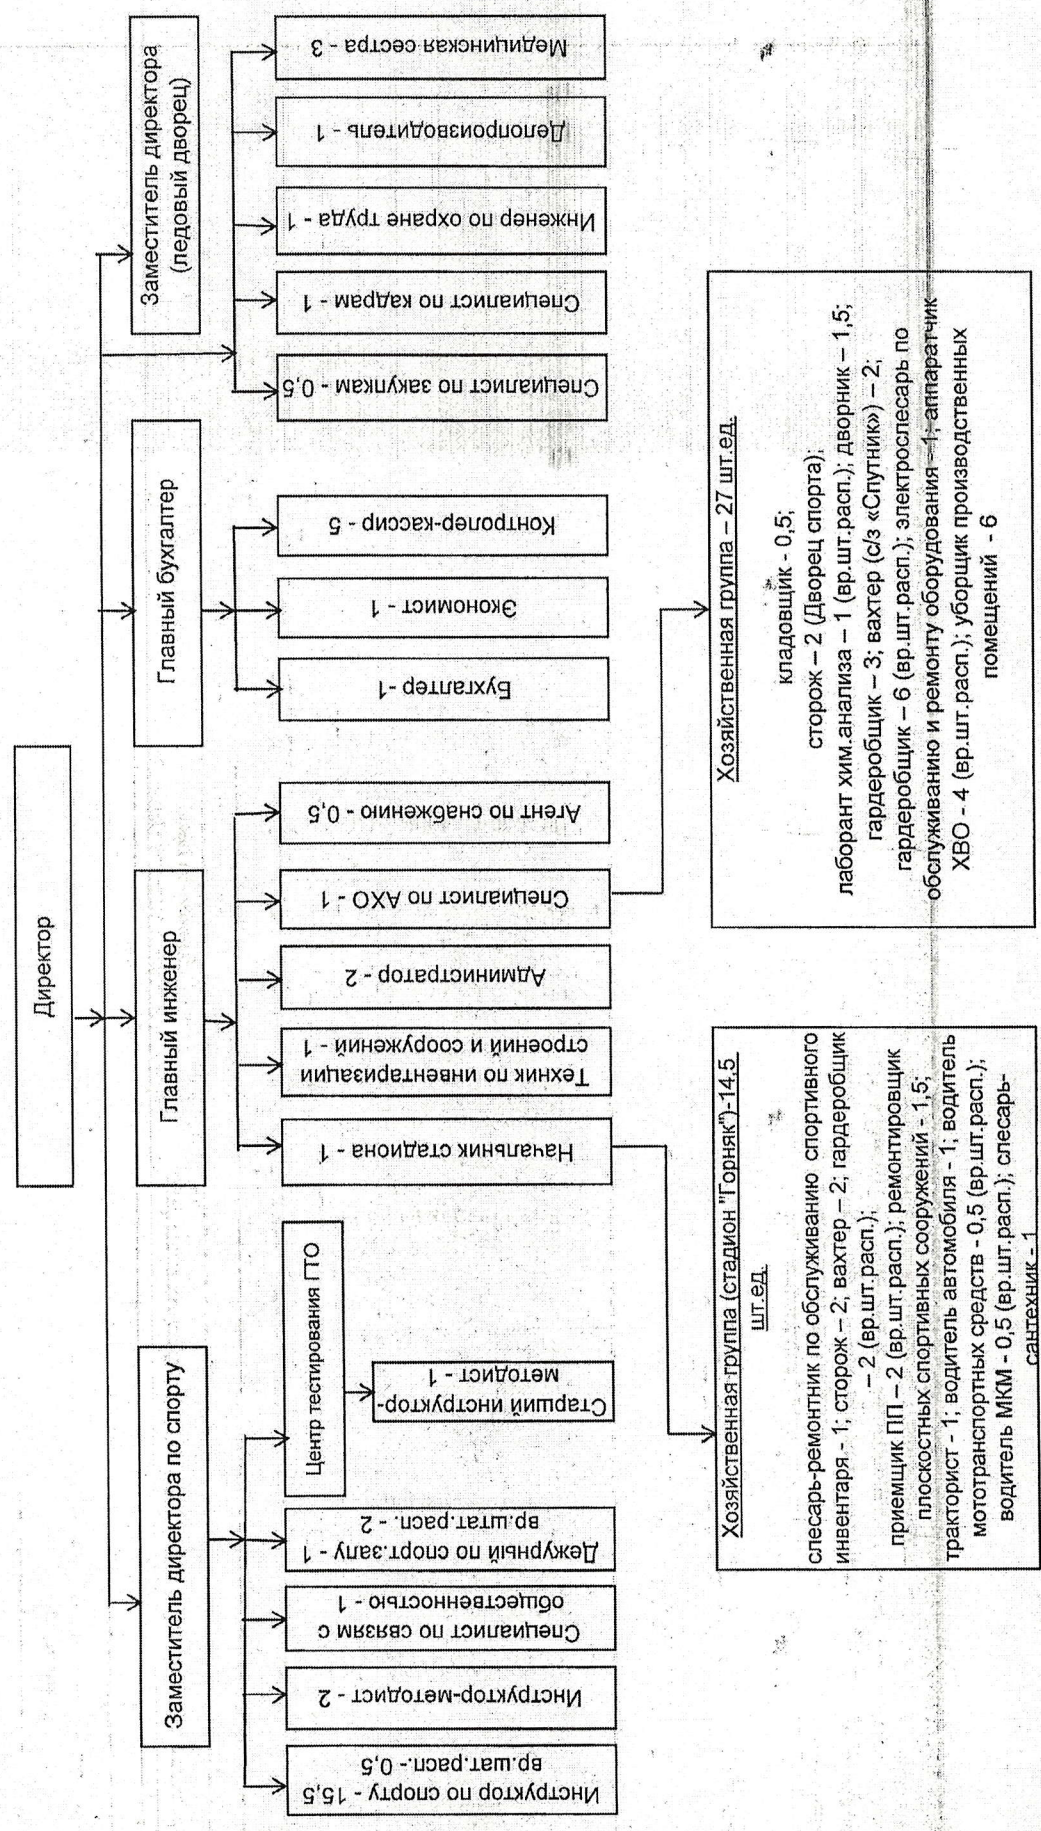 Директор
Заместитель директора по спорту
Главный инженер
Главный бухгалтер
Заместитель директора
(ледовый дворец)
Инструктор по спорту - 15,5
вр.шат.расп.- 0,5
Инструктор-методист - 2
Специалист по связям с
общественностью - 1
Дежурный по спорт.залу - 1
вр.штат.расп. - 2
Центр тестирования ГТО
Старший инструктор-
методист - 1
Начальник стадиона - 1
Техник по инвентаризации
строений и сооружений - 1
Администратор - 2
Специалист по АХО - 1
Агент по снабжению - 0,5
Бухгалтер -1
Экономист - 1
Контролер-кассир - 5
Специалист по закупкам - 0,5
Специалист по кадрам - 1
Инженер по охране труда - 1
Делопроизводитель - 1
Медицинская сестра - 3
Хозяйственная группа (стадион "Горняк")-14,5
шт.ед.
слесарь-ремонтник по обслуживанию спортивного
инвентаря - 1; сторож – 2; вахтер – 2; гардеробщик
– 2 (вр.шт.расп.);
приемщик ПП – 2 (вр.шт.расп.); ремонтировщик
плоскостных спортивных сооружений - 1,5;
тракторист - 1; водитель автомобиля - 1; водитель
мототранспортных средств - 0,5 (вр.шт.расп.);
водитель МКМ - 0,5 (вр.шт.расп.); слесарь-
сантехник - 1
Хозяйственная группа – 27 шт.ед.
кладовщик - 0,5;
сторож – 2 (Дворец спорта);
лаборант хим.анализа – 1 (вр.шт.расп.); дворник – 1,5;
гардеробщик – 3; вахтер (с/з «Спутник») – 2;
гардеробщик – 6 (вр.шт.расп.); электрослесарь по
обслуживанию и ремонту оборудования - 1; аппаратчик
ХВО - 4 (вр.шт.расп.); уборщик производственных
помещений - 6